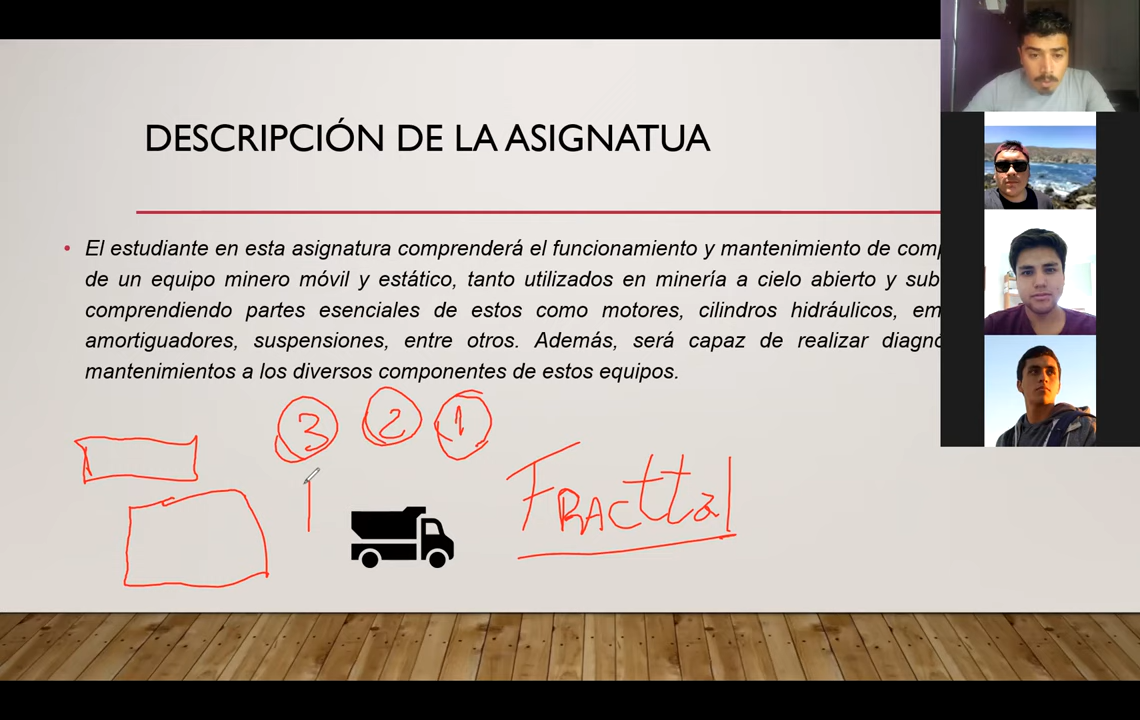 DESCRIPCIÓN DE LA ASIGNATUA
• El estudiante en esta asignatura comprenderá el funcionamiento y mantenimiento de
de un equipo minero móvil y estático, tanto utilizados en minería a cielo abierto y
comprendiendo partes esenciales de estos como motores, cilindros hidráulicos,
amortiguadores, suspensiones, entre otros. Además, será capaz de realizar
mantenimientos a los diversos componentes de estos equipos.
3 2 1
FRACttal